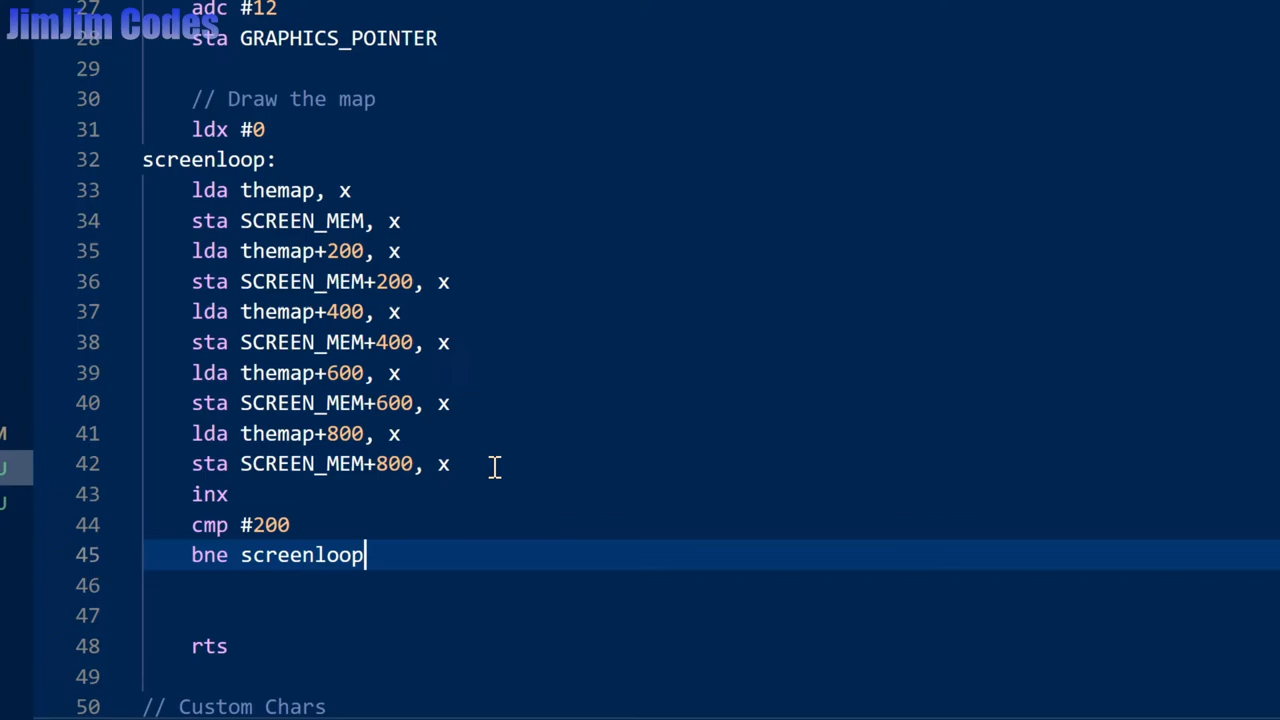 JimJim Codes
27 adc #12
28 sta GRAPHICS_POINTER
29
30 // Draw the map
31 ldx #0
32 screenloop:
33 lda themap, x
34 sta SCREEN_MEM, x
35 lda themap+200, x
36 sta SCREEN_MEM+200, x
37 lda themap+400, x
38 sta SCREEN_MEM+400, x
39 lda themap+600, x
40 sta SCREEN_MEM+600, x
41 lda themap+800, x
M
42 sta SCREEN_MEM+800, x
U
43 inx
U
44 cmp #200
45 bne screenloop
46
47
48 rts
49
50 // Custom Chars